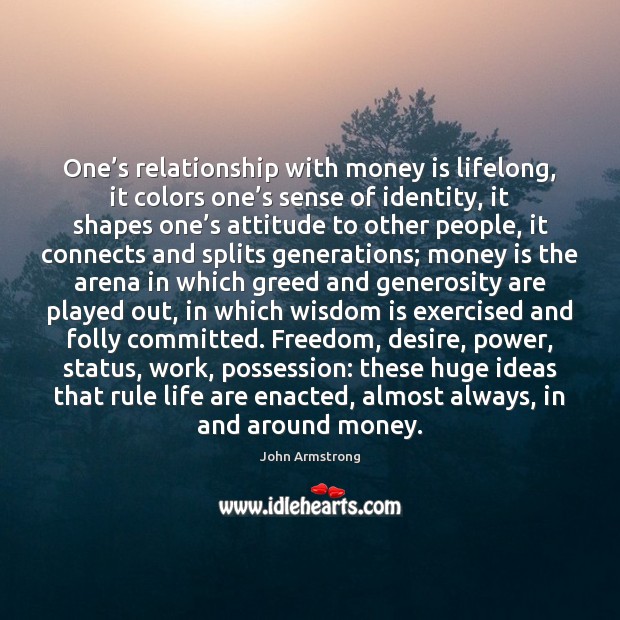 One’s relationship with money is lifelong,
it colors one’s sense of identity, it
shapes one’s attitude to other people, it
connects and splits generations; money is the
arena in which greed and generosity are
played out, in which wisdom is exercised and
folly committed. Freedom, desire, power,
status, work, possession: these huge ideas
that rule life are enacted, almost always, in
and around money.
John Armstrong
www.idlehearts.com